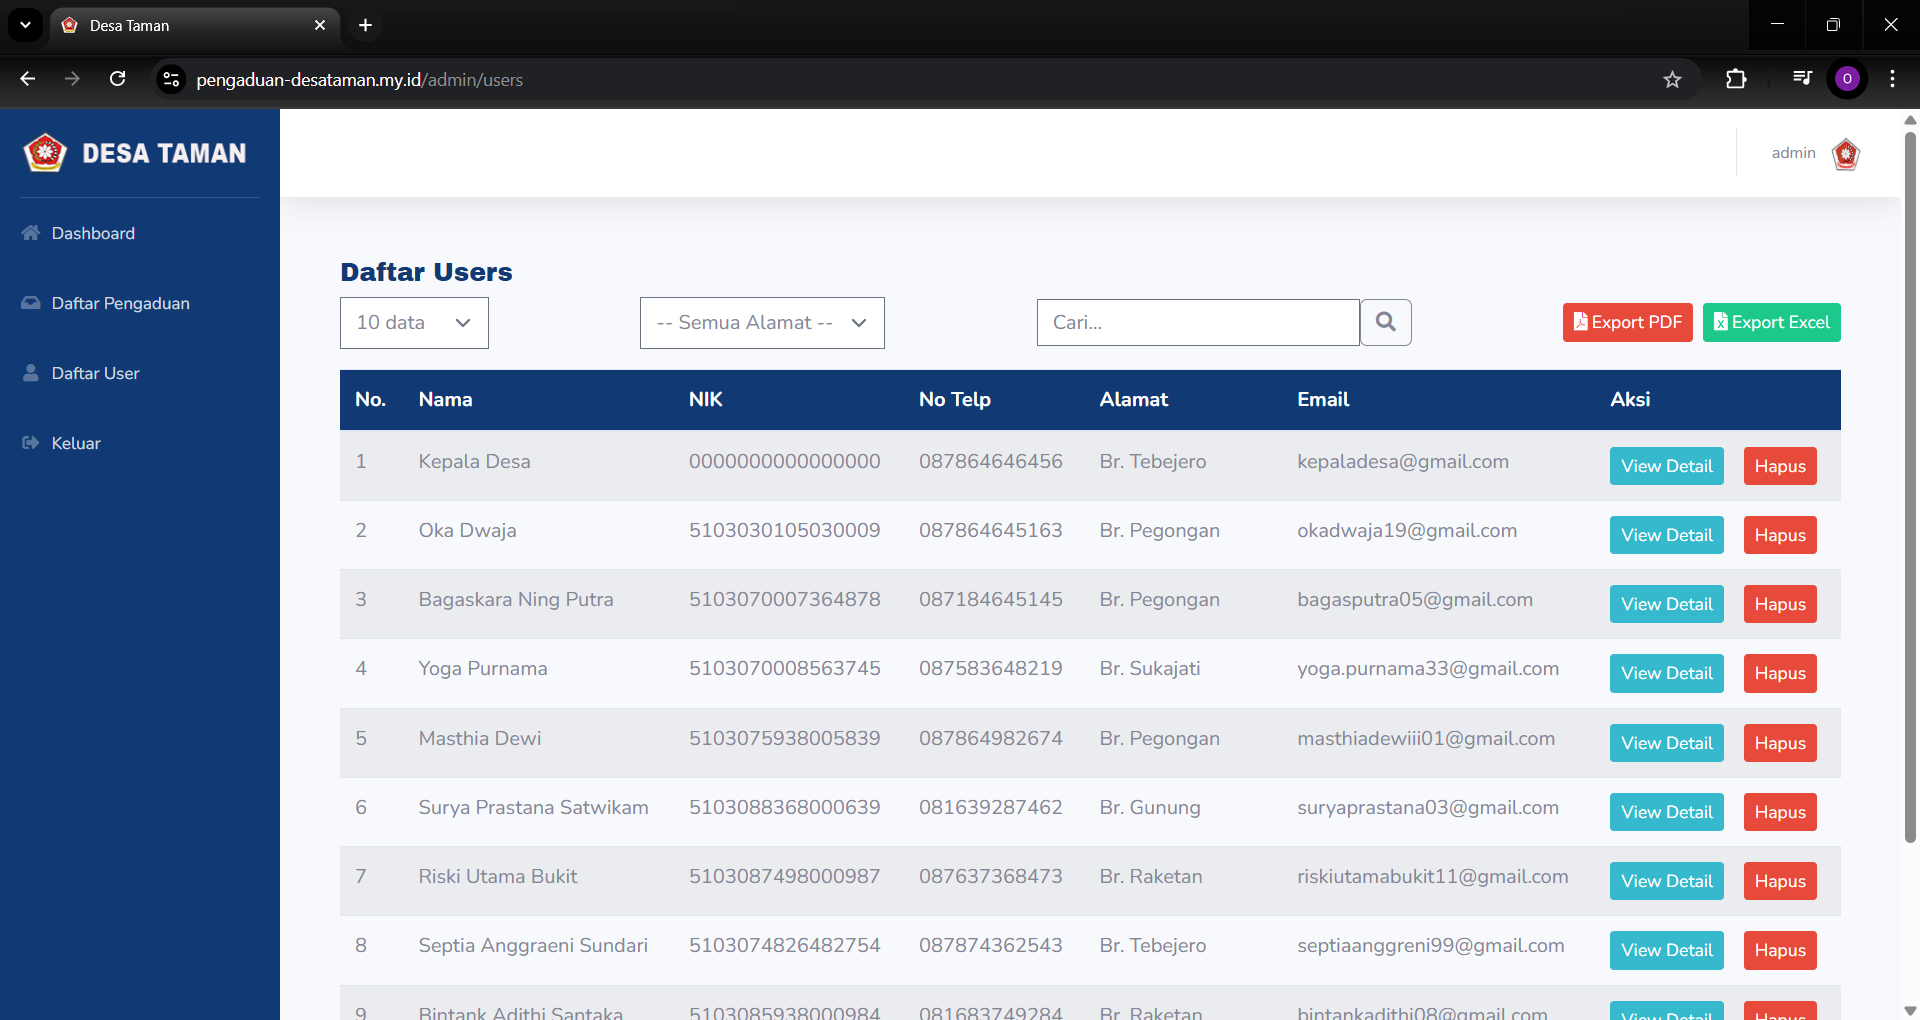 Desa Taman
pengaduan-desataman.my.id/admin/users
O
DESA TAMAN
admin
Dashboard
Daftar Pengaduan
Daftar User
Keluar
Daftar Users
10 data
-- Semua Alamat --
Cari...
Export PDF
Export Excel
No. Nama NIK No Telp Alamat Email Aksi
1 Kepala Desa 0000000000000000 087864646456 Br. Tebejero kepaladesa@gmail.com View Detail Hapus
2 Oka Dwaja 5103030105030009 087864645163 Br. Pegongan okadwaja19@gmail.com View Detail Hapus
3 Bagaskara Ning Putra 5103070007364878 087184645145 Br. Pegongan bagasputra05@gmail.com View Detail Hapus
4 Yoga Purnama 5103070008563745 087583648219 Br. Sukajati yoga.purnama33@gmail.com View Detail Hapus
5 Masthia Dewi 5103075938005839 087864982674 Br. Pegongan masthiadewiii01@gmail.com View Detail Hapus
6 Surya Prastana Satwikam 5103088368000639 081639287462 Br. Gunung suryaprastana03@gmail.com View Detail Hapus
7 Riski Utama Bukit 5103087498000987 087637368473 Br. Raketan riskiutamabukit11@gmail.com View Detail Hapus
8 Septia Anggraeni Sundari 5103074826482754 087874362543 Br. Tebejero septiaanggreni99@gmail.com View Detail Hapus
9 Bintank Adithi Santaka 5103085938000984 081683749284 Br. Raketan bintankadithi08@gmail.com View Detail Hapus